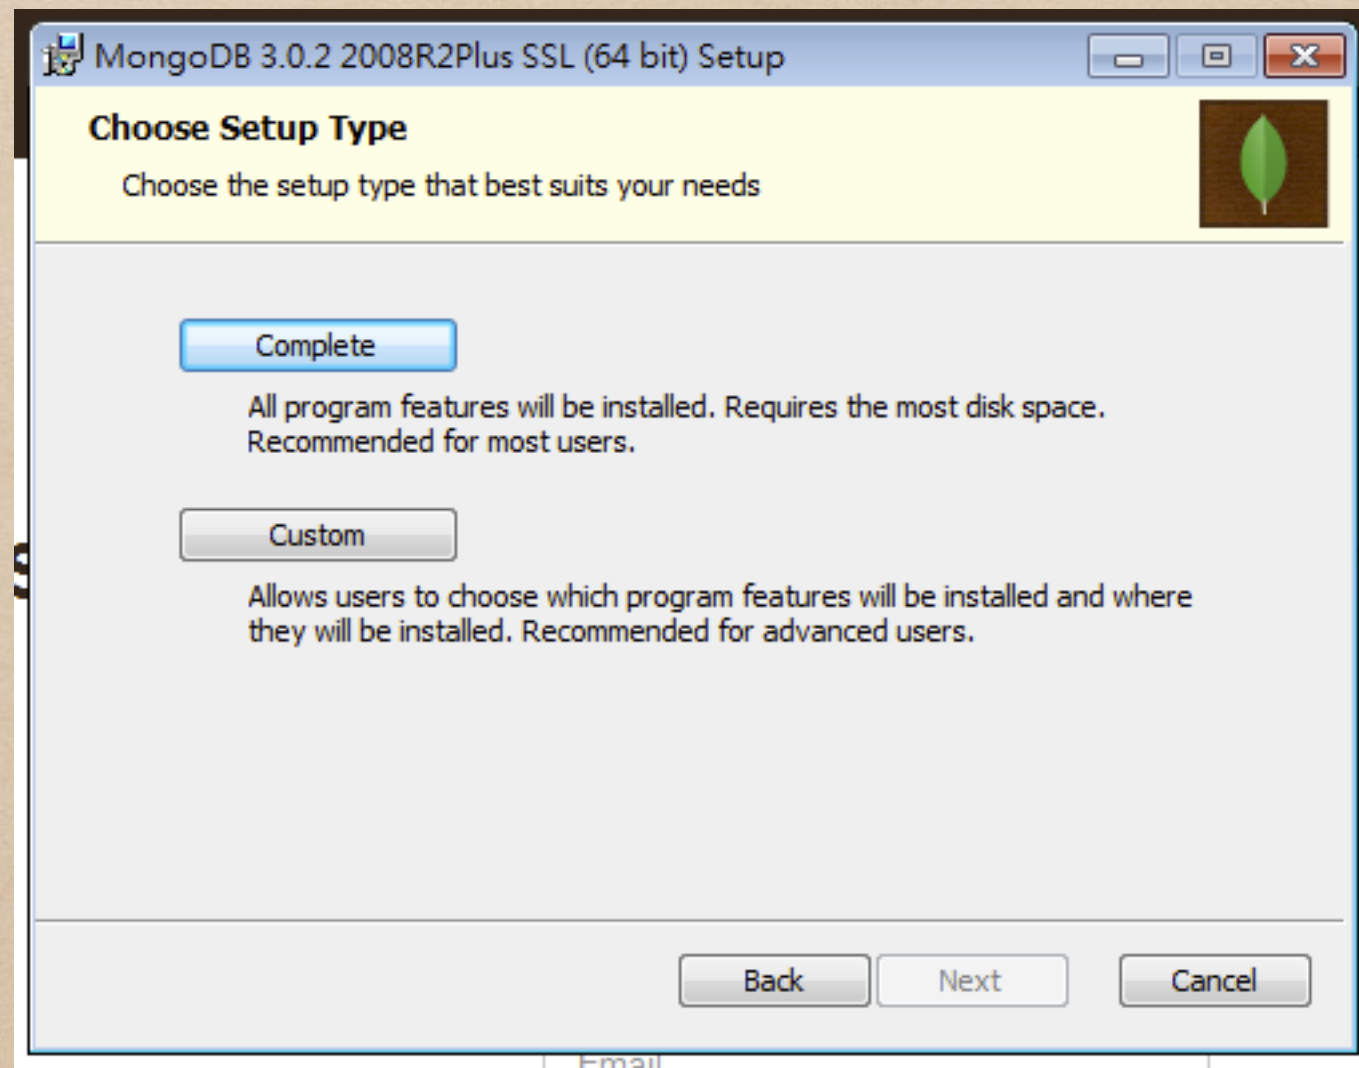 MongoDB 3.0.2 2008R2Plus SSL (64 bit) Setup
Choose Setup Type
Choose the setup type that best suits your needs
Complete
All program features will be installed. Requires the most disk space.
Recommended for most users.
Custom
Allows users to choose which program features will be installed and where
they will be installed. Recommended for advanced users.
Back
Next
Cancel
Email